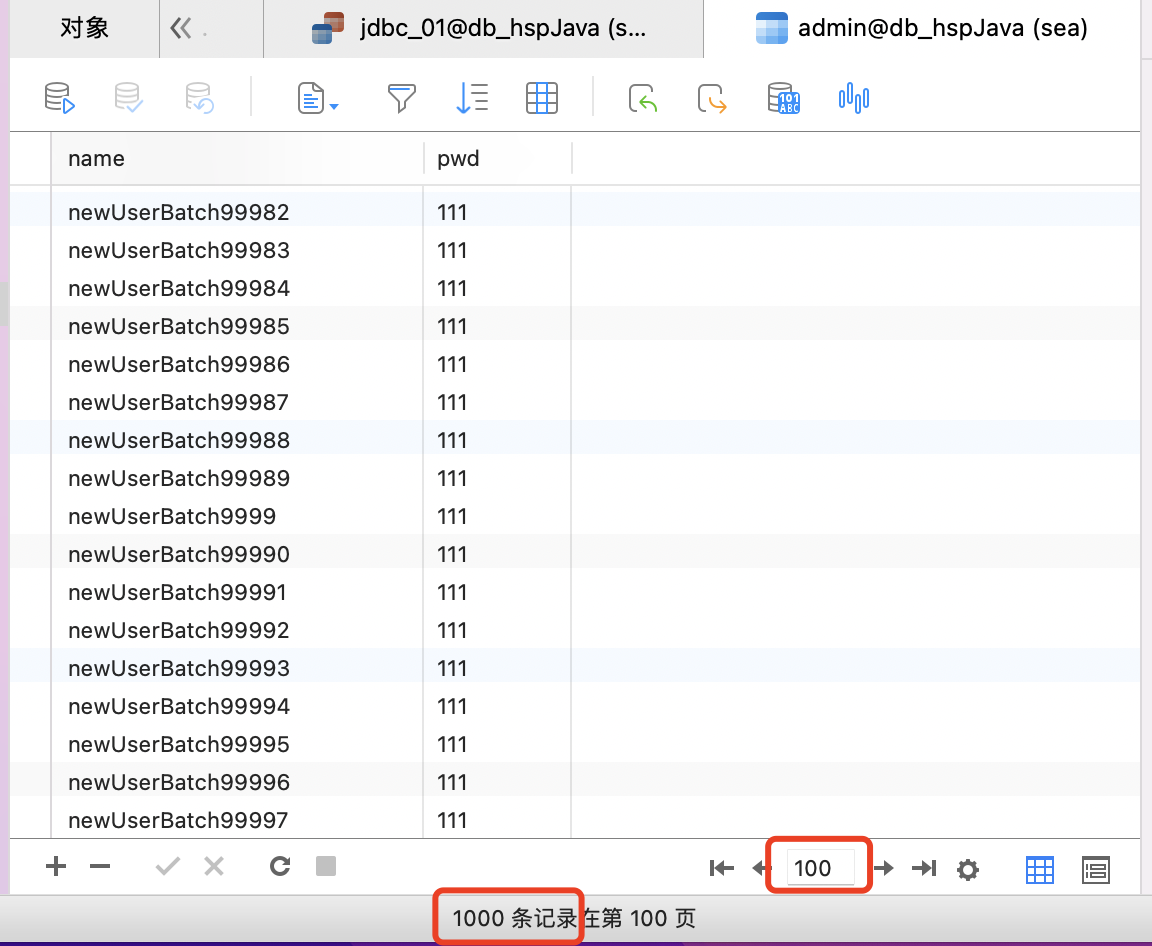 对象 jdbc_01@db_hspJava (s... admin@db_hspJava (sea)
name pwd
newUserBatch99982 111
newUserBatch99983 111
newUserBatch99984 111
newUserBatch99985 111
newUserBatch99986 111
newUserBatch99987 111
newUserBatch99988 111
newUserBatch99989 111
newUserBatch9999 111
newUserBatch99990 111
newUserBatch99991 111
newUserBatch99992 111
newUserBatch99993 111
newUserBatch99994 111
newUserBatch99995 111
newUserBatch99996 111
newUserBatch99997 111
100
1000 条记录在第 100 页